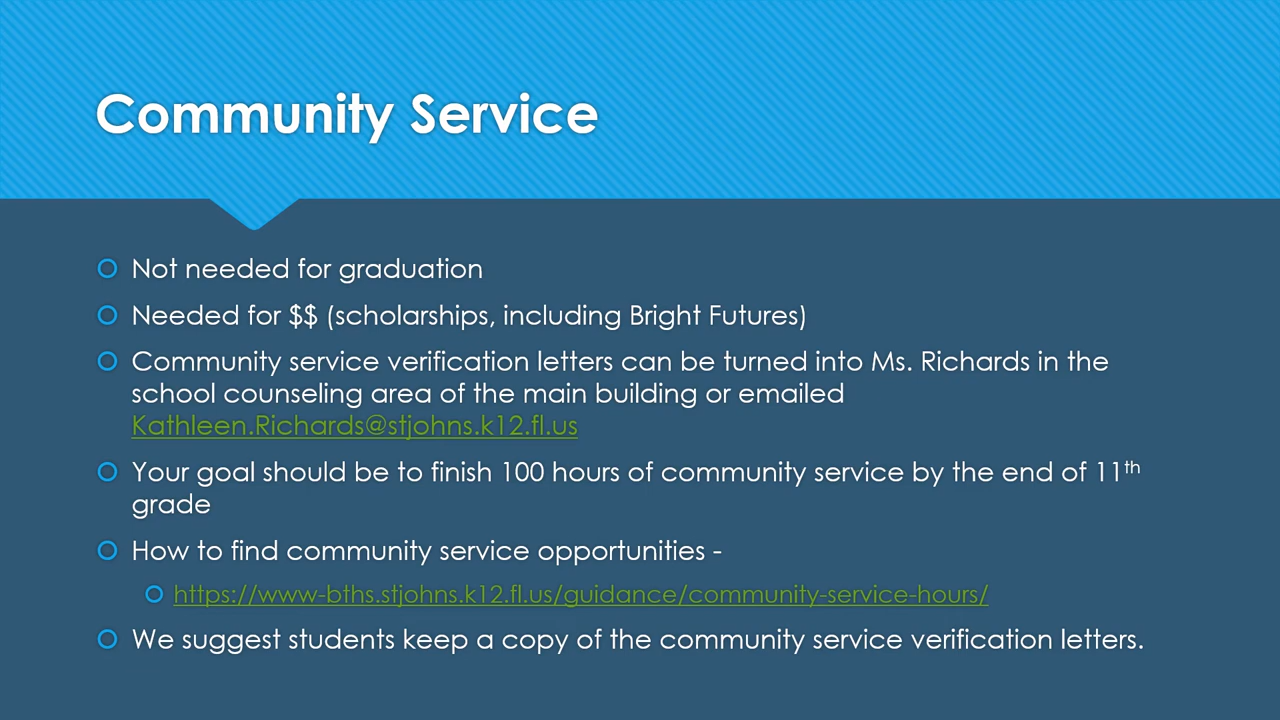 Community Service
Not needed for graduation
Needed for $$ (scholarships, including Bright Futures)
Community service verification letters can be turned into Ms. Richards in the
school counseling area of the main building or emailed
Kathleen.Richards@stjohns.k12.fl.us
Your goal should be to finish 100 hours of community service by the end of 11th
grade
How to find community service opportunities -
https://www-bths.stjohns.k12.fl.us/guidance/community-service-hours/
We suggest students keep a copy of the community service verification letters.